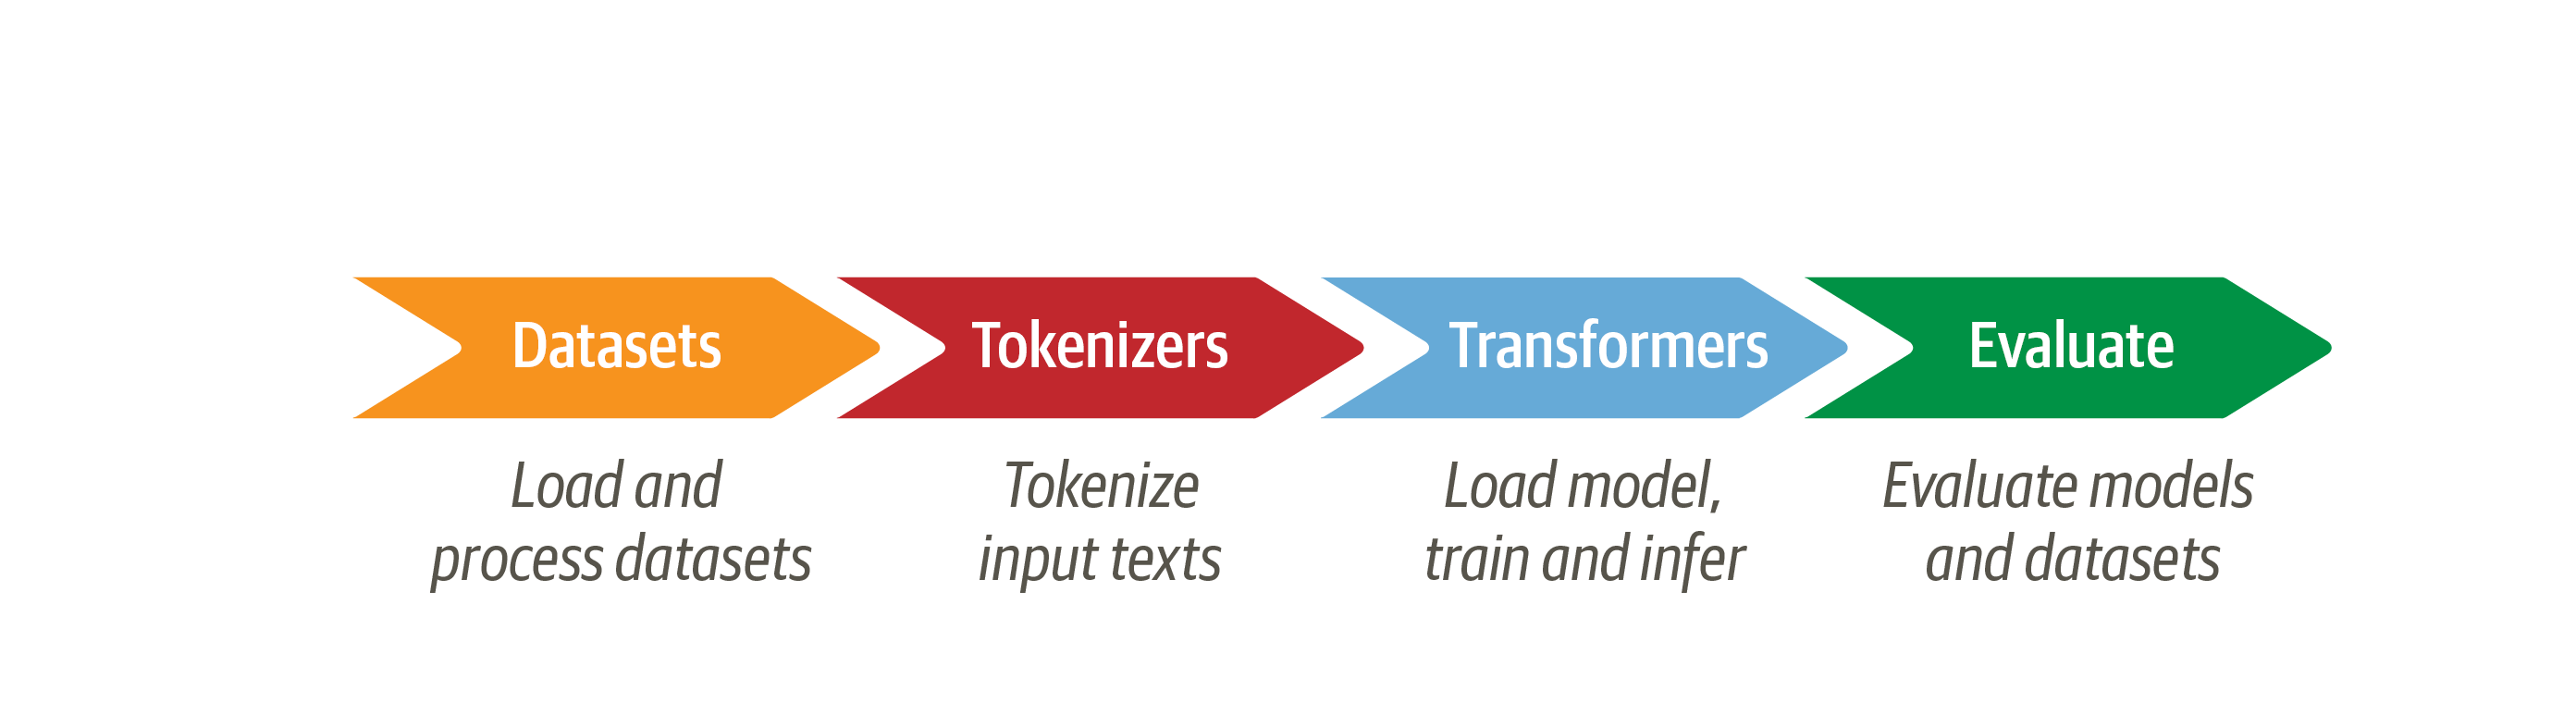 Datasets
Tokenizers
Transformers
Evaluate
Load and
process datasets
Tokenize
input texts
Load model,
train and infer
Evaluate models
and datasets